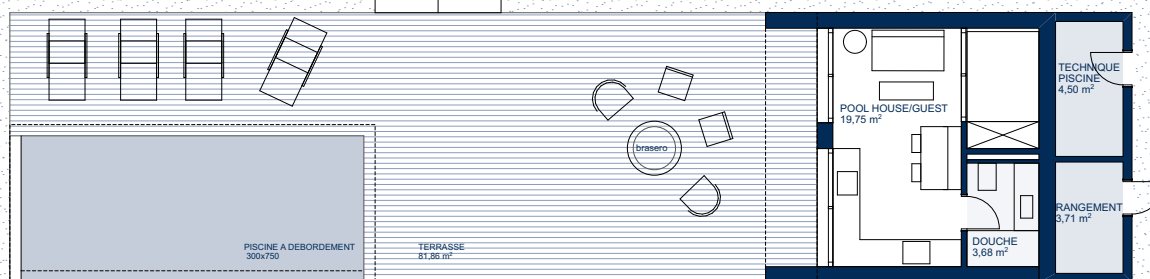 TECHNIQUE
PISCINE
4,50 m²
POOL HOUSE/GUEST
19,75 m²
brasero
RANGEMENT
3,71 m²
PISCINE A DEBORDEMENT
300x750
TERRASSE
81,86 m²
DOUCHE
3,68 m²